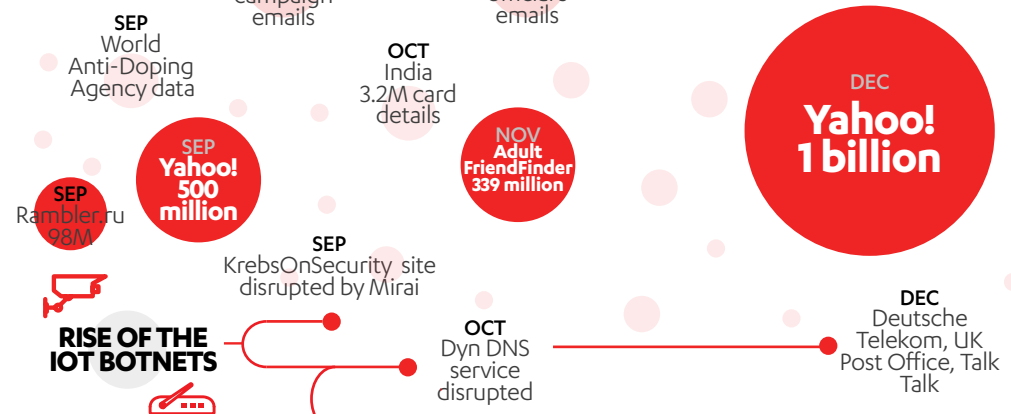 campaign
emails
emails
SEP
World
Anti-Doping
Agency data
OCT
India
3.2M card
details
DEC
Yahoo!
1 billion
SEP
Yahoo!
500
million
NOV
Adult
FriendFinder
339 million
SEP
Rambler.ru
98M
SEP
KrebsOnSecurity site
disrupted by Mirai
RISE OF THE
IOT BOTNETS
OCT
Dyn DNS
service
disrupted
DEC
Deutsche
Telekom, UK
Post Office, Talk
Talk